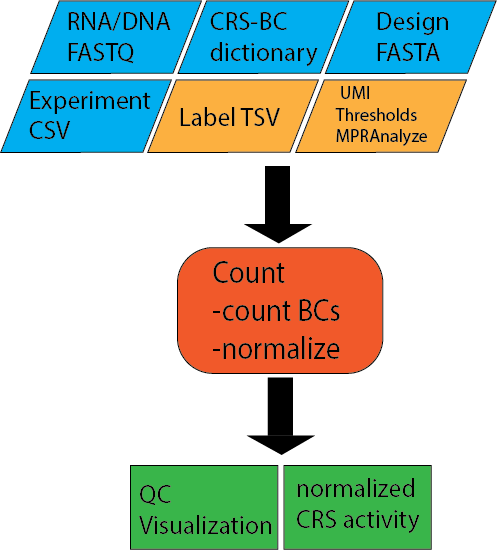 RNA/DNA
FASTQ
CRS-BC
dictionary
Design
FASTA
Experiment
CSV
Label TSV
UMI
Thresholds
MPRAnalyze
Count
-count BCs
-normalize
QC
Visualization
normalized
CRS activity